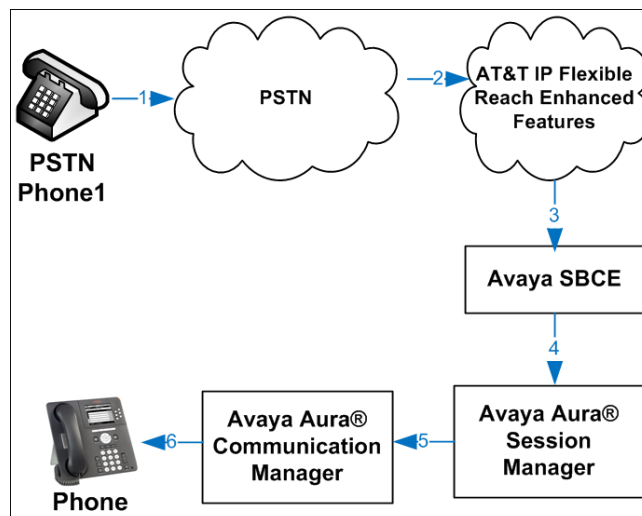 1
PSTN
2
AT&T IP Flexible
Reach Enhanced
Features
PSTN
Phone1
3
Avaya SBCE
4
Avaya Aura®
Session
Manager
5
Avaya Aura®
Communication
Manager
6
Phone